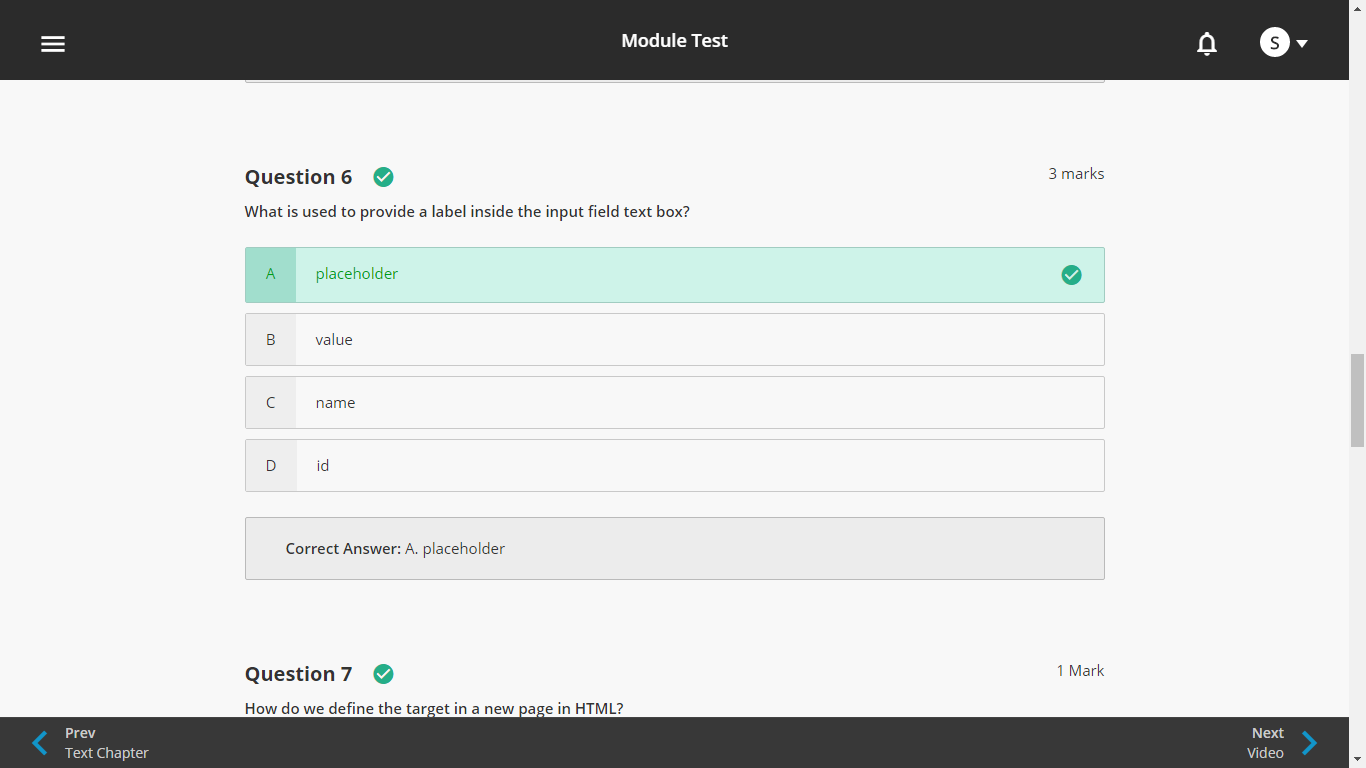 Module Test
S
Question 6
3 marks
What is used to provide a label inside the input field text box?
A placeholder
B value
C name
D id
Correct Answer: A. placeholder
Question 7
1 Mark
How do we define the target in a new page in HTML?
Prev
Text Chapter
Next
Video